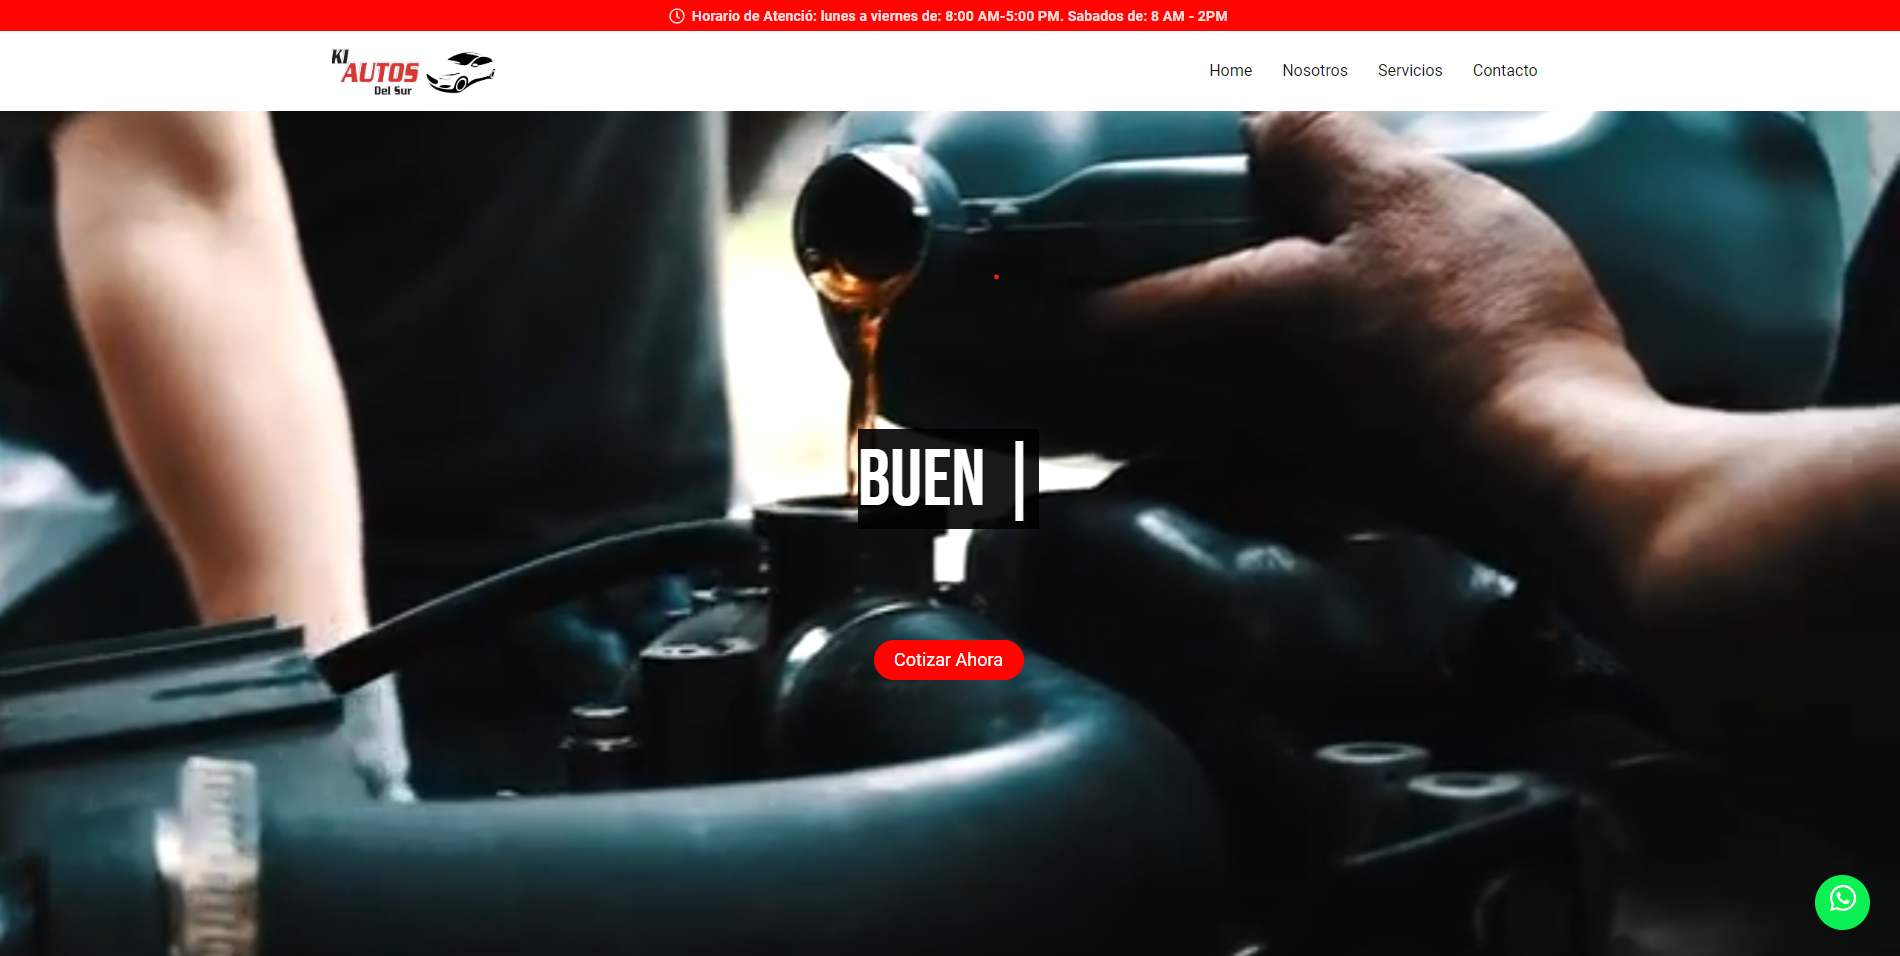 Horario de Atenció: lunes a viernes de: 8:00 AM-5:00 PM. Sabados de: 8 AM - 2PM
KI
AUTOS
Del Sur
Home Nosotros Servicios Contacto
BUEN |
Cotizar Ahora